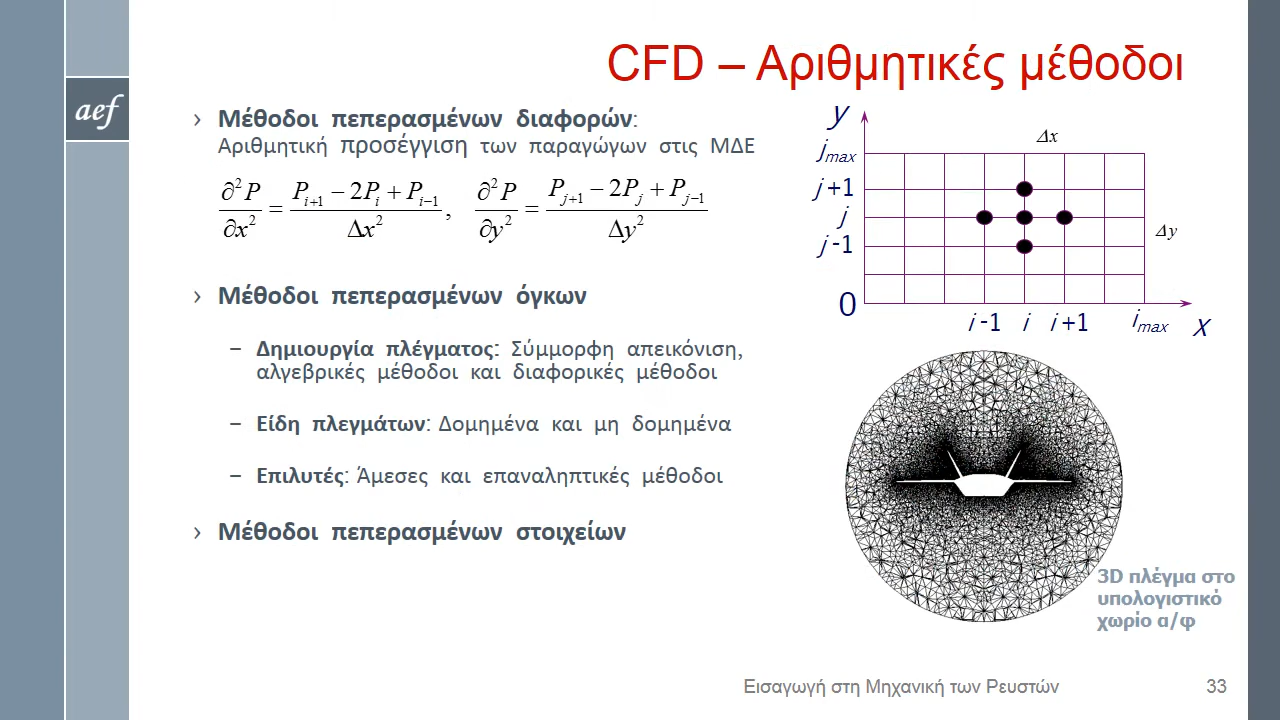 CFD – Αριθμητικές μέθοδοι
aef
› Μέθοδοι πεπερασμένων διαφορών:
Αριθμητική προσέγγιση των παραγώγων στις ΜΔΕ
∂²P/∂x² = (P_{i+1} − 2P_i + P_{i−1})/Δx², ∂²P/∂y² = (P_{j+1} − 2P_j + P_{j−1})/Δy²
› Μέθοδοι πεπερασμένων όγκων
– Δημιουργία πλέγματος: Σύμμορφη απεικόνιση,
αλγεβρικές μέθοδοι και διαφορικές μέθοδοι
– Είδη πλεγμάτων: Δομημένα και μη δομημένα
– Επιλυτές: Άμεσες και επαναληπτικές μέθοδοι
› Μέθοδοι πεπερασμένων στοιχείων
y
Δx
j_max
j +1
j
Δy
j -1
0
i -1 i i +1 i_max x
3D πλέγμα στο
υπολογιστικό
χωρίο α/φ
Εισαγωγή στη Μηχανική των Ρευστών 33